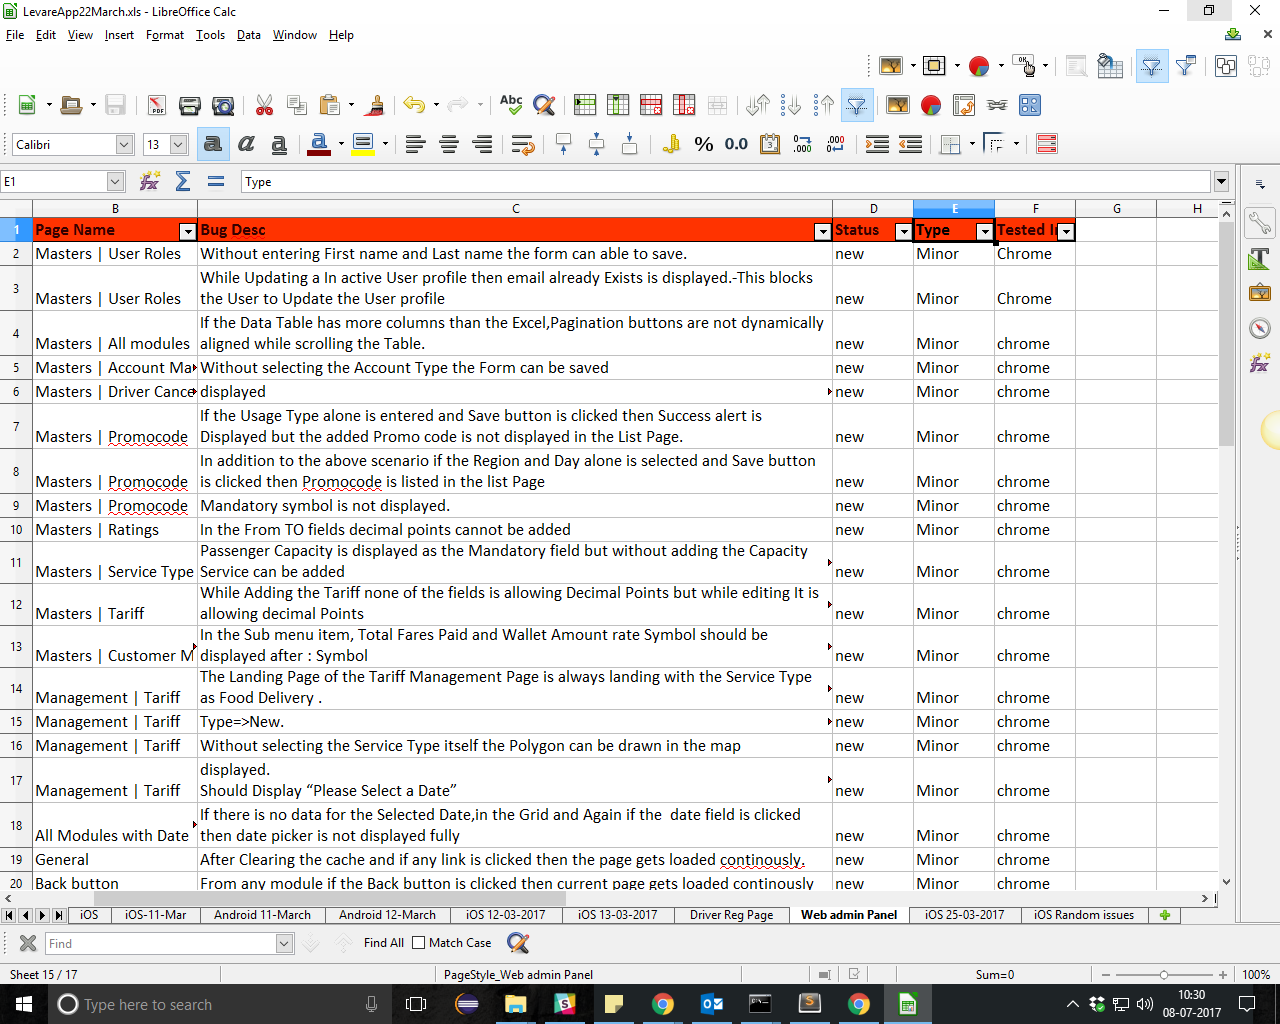 LevareApp22March.xls - LibreOffice Calc
File Edit View Insert Format Tools Data Window Help
Calibri 13
E1 Type
B C D E F G H
1 Page Name Bug Desc Status Type Tested I
2 Masters | User Roles Without entering First name and Last name the form can able to save. new Minor Chrome
While Updating a In active User profile then email already Exists is displayed.-This blocks
3 Masters | User Roles the User to Update the User profile new Minor Chrome
If the Data Table has more columns than the Excel,Pagination buttons are not dynamically
4 Masters | All modules aligned while scrolling the Table. new Minor chrome
5 Masters | Account Ma Without selecting the Account Type the Form can be saved new Minor chrome
6 Masters | Driver Cance displayed new Minor chrome
If the Usage Type alone is entered and Save button is clicked then Success alert is
7 Masters | Promocode Displayed but the added Promo code is not displayed in the List Page. new Minor chrome
In addition to the above scenario if the Region and Day alone is selected and Save button
8 Masters | Promocode is clicked then Promocode is listed in the list Page new Minor chrome
9 Masters | Promocode Mandatory symbol is not displayed. new Minor chrome
10 Masters | Ratings In the From TO fields decimal points cannot be added new Minor chrome
Passenger Capacity is displayed as the Mandatory field but without adding the Capacity
11 Masters | Service Type Service can be added new Minor chrome
While Adding the Tariff none of the fields is allowing Decimal Points but while editing It is
12 Masters | Tariff allowing decimal Points new Minor chrome
In the Sub menu item, Total Fares Paid and Wallet Amount rate Symbol should be
13 Masters | Customer M displayed after : Symbol new Minor chrome
The Landing Page of the Tariff Management Page is always landing with the Service Type
14 Management | Tariff as Food Delivery . new Minor chrome
15 Management | Tariff Type=>New. new Minor chrome
16 Management | Tariff Without selecting the Service Type itself the Polygon can be drawn in the map new Minor chrome
displayed.
17 Management | Tariff Should Display “Please Select a Date” new Minor chrome
If there is no data for the Selected Date,in the Grid and Again if the  date field is clicked
18 All Modules with Date then date picker is not displayed fully new Minor chrome
19 General After Clearing the cache and if any link is clicked then the page gets loaded continously. new Minor chrome
20 Back button From any module if the Back button is clicked then current page gets loaded continously new Minor chrome
iOS iOS-11-Mar Android 11-March Android 12-March iOS 12-03-2017 iOS 13-03-2017 Driver Reg Page Web admin Panel iOS 25-03-2017 iOS Random issues
Find Find All Match Case
Sheet 15 / 17 PageStyle_Web admin Panel Sum=0 100%
Type here to search 10:30
08-07-2017